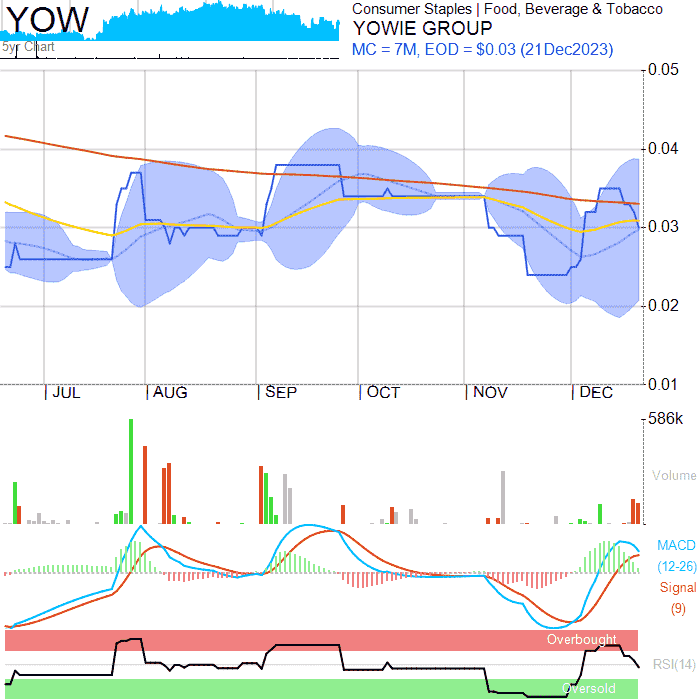 YOW
5yr Chart
Consumer Staples | Food, Beverage & Tobacco
YOWIE GROUP
MC = 7M, EOD = $0.03 (21Dec2023)
0.05
0.04
0.03
0.02
0.01
JUL AUG SEP OCT NOV DEC
586k
Volume
MACD
(12-26)
Signal
(9)
Overbought
RSI(14)
Oversold